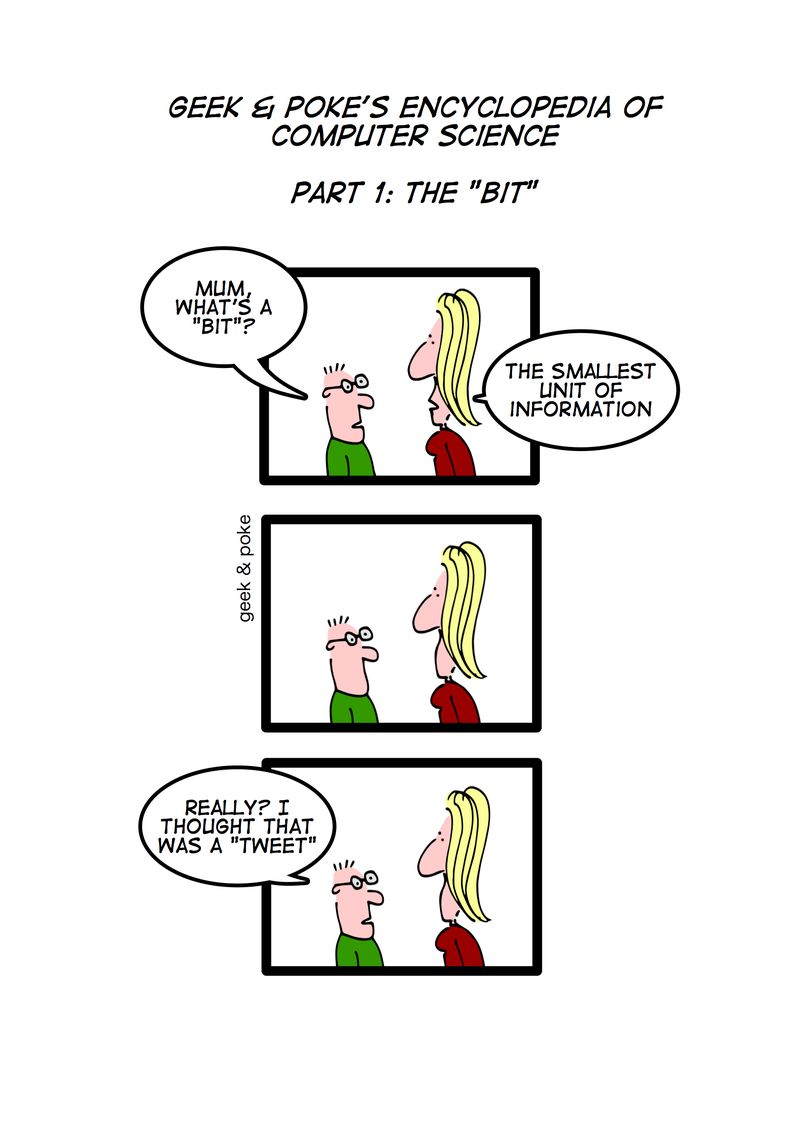 GEEK & POKE'S ENCYCLOPEDIA OF
COMPUTER SCIENCE
PART 1: THE "BIT"
MUM,
WHAT'S A
"BIT"?
THE SMALLEST
UNIT OF
INFORMATION
geek & poke
REALLY? I
THOUGHT THAT
WAS A "TWEET"